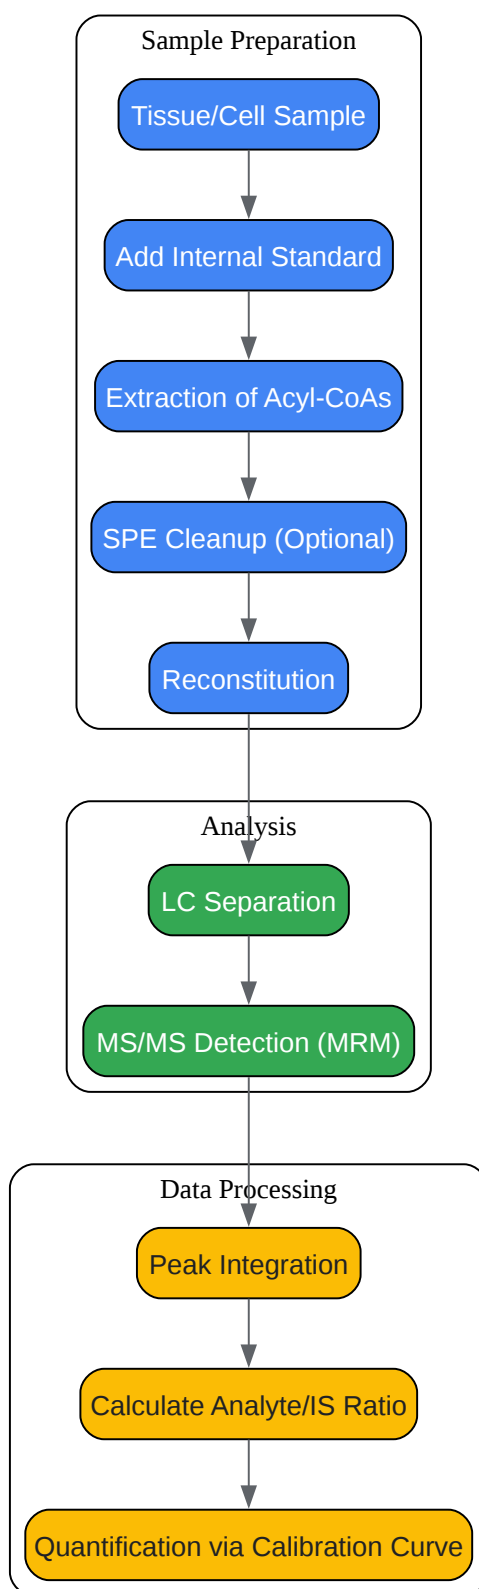 Sample Preparation
Tissue/Cell Sample
Add Internal Standard
Extraction of Acyl-CoAs
SPE Cleanup (Optional)
Reconstitution
Analysis
LC Separation
MS/MS Detection (MRM)
Data Processing
Peak Integration
Calculate Analyte/IS Ratio
Quantification via Calibration Curve